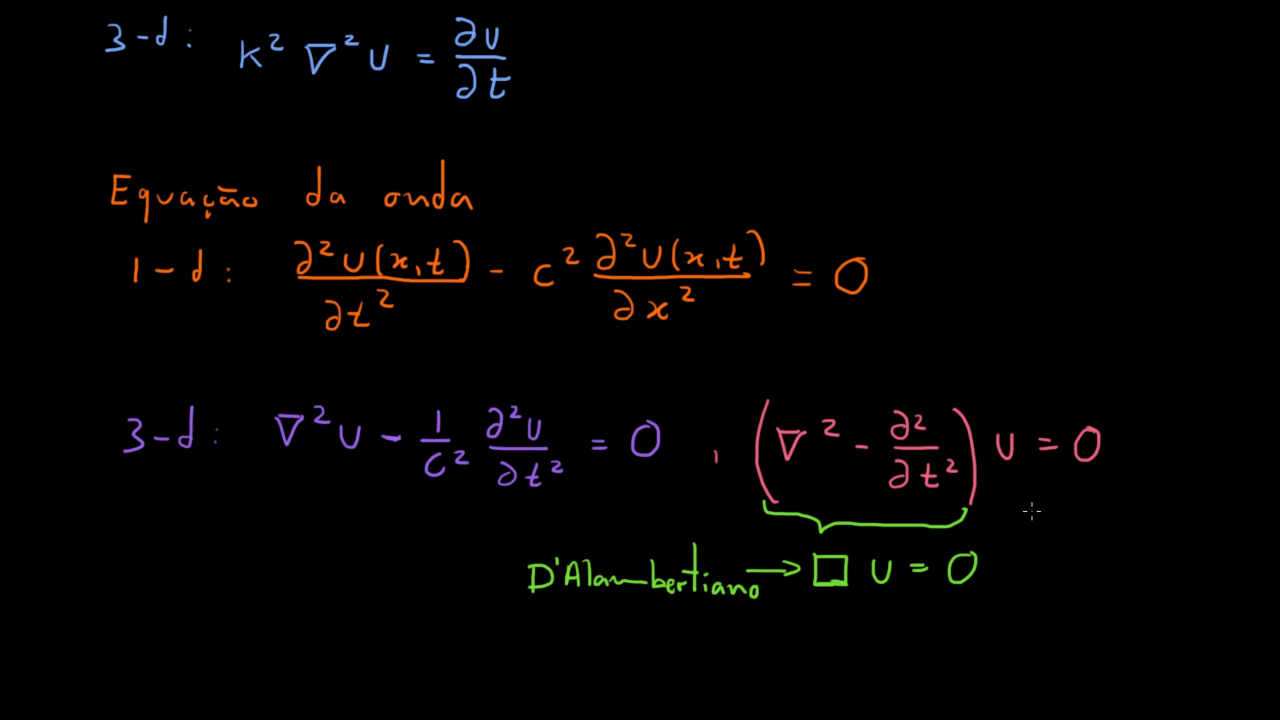 3-d: K² ∇² U = ∂U/∂t
Equação da onda
1-d: ∂²U(x,t)/∂t² - c² ∂²U(x,t)/∂x² = 0
3-d: ∇²U - 1/c² ∂²U/∂t² = 0 , (∇² - ∂²/∂t²) U = 0
D'Alambertiano → □ U = 0